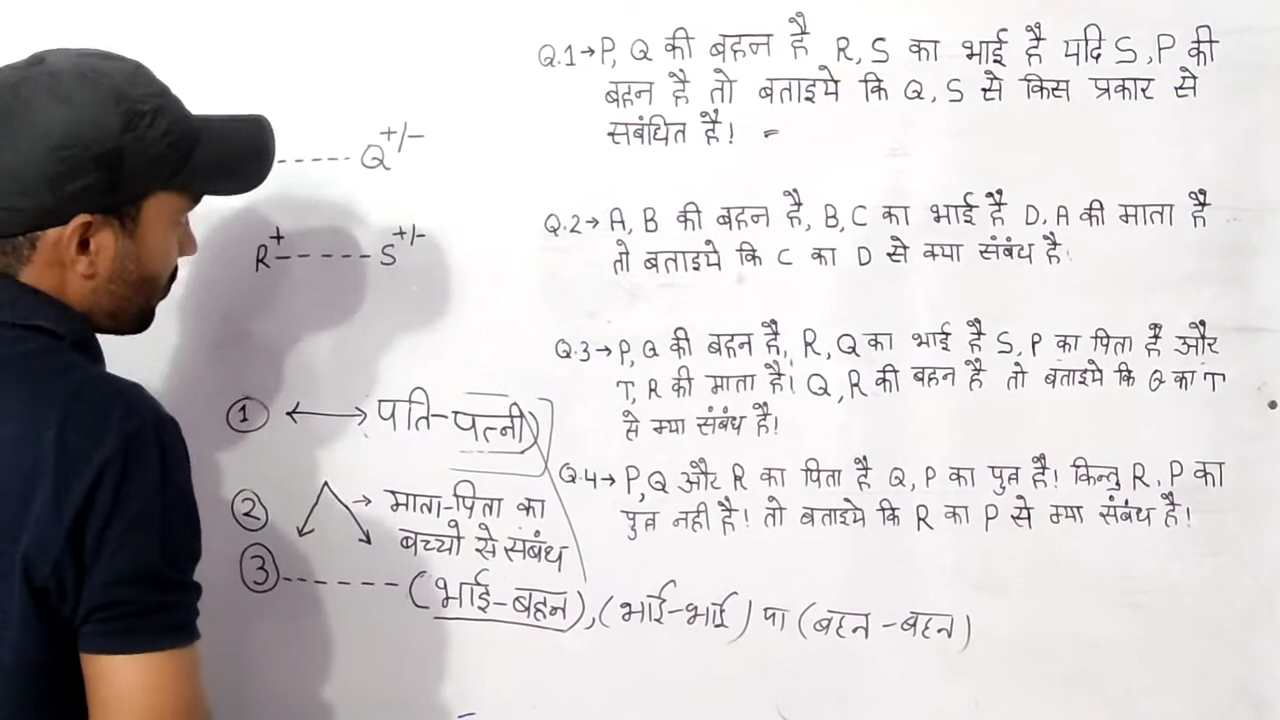 Q.1→ P, Q की बहन है R, S का भाई है यदि S, P की
बहन है तो बताइये कि Q, S से किस प्रकार से
सबंधित है!
Q.2→ A, B की बहन है, B, C का भाई है D, A की माता है
तो बताइये कि C का D से क्या संबंध है.
Q.3→ P, Q की बहन है, R, Q का भाई है S, P का पिता है और
T, R की माता है! Q, R की बहन है तो बताइये कि Q का T
से क्या संबंध है!
Q.4→ P, Q और R का पिता है Q, P का पुत्र है! किन्तु R, P का
पुत्र नही है! तो बताइये कि R का P से क्या संबंध है!
-----Q+/-
R+-----S+/-
① ↔ पति-पत्नी)
② → माता-पिता का
बच्चो से संबंध
③ ------- (भाई-बहन), (भाई-भाई) या (बहन-बहन)